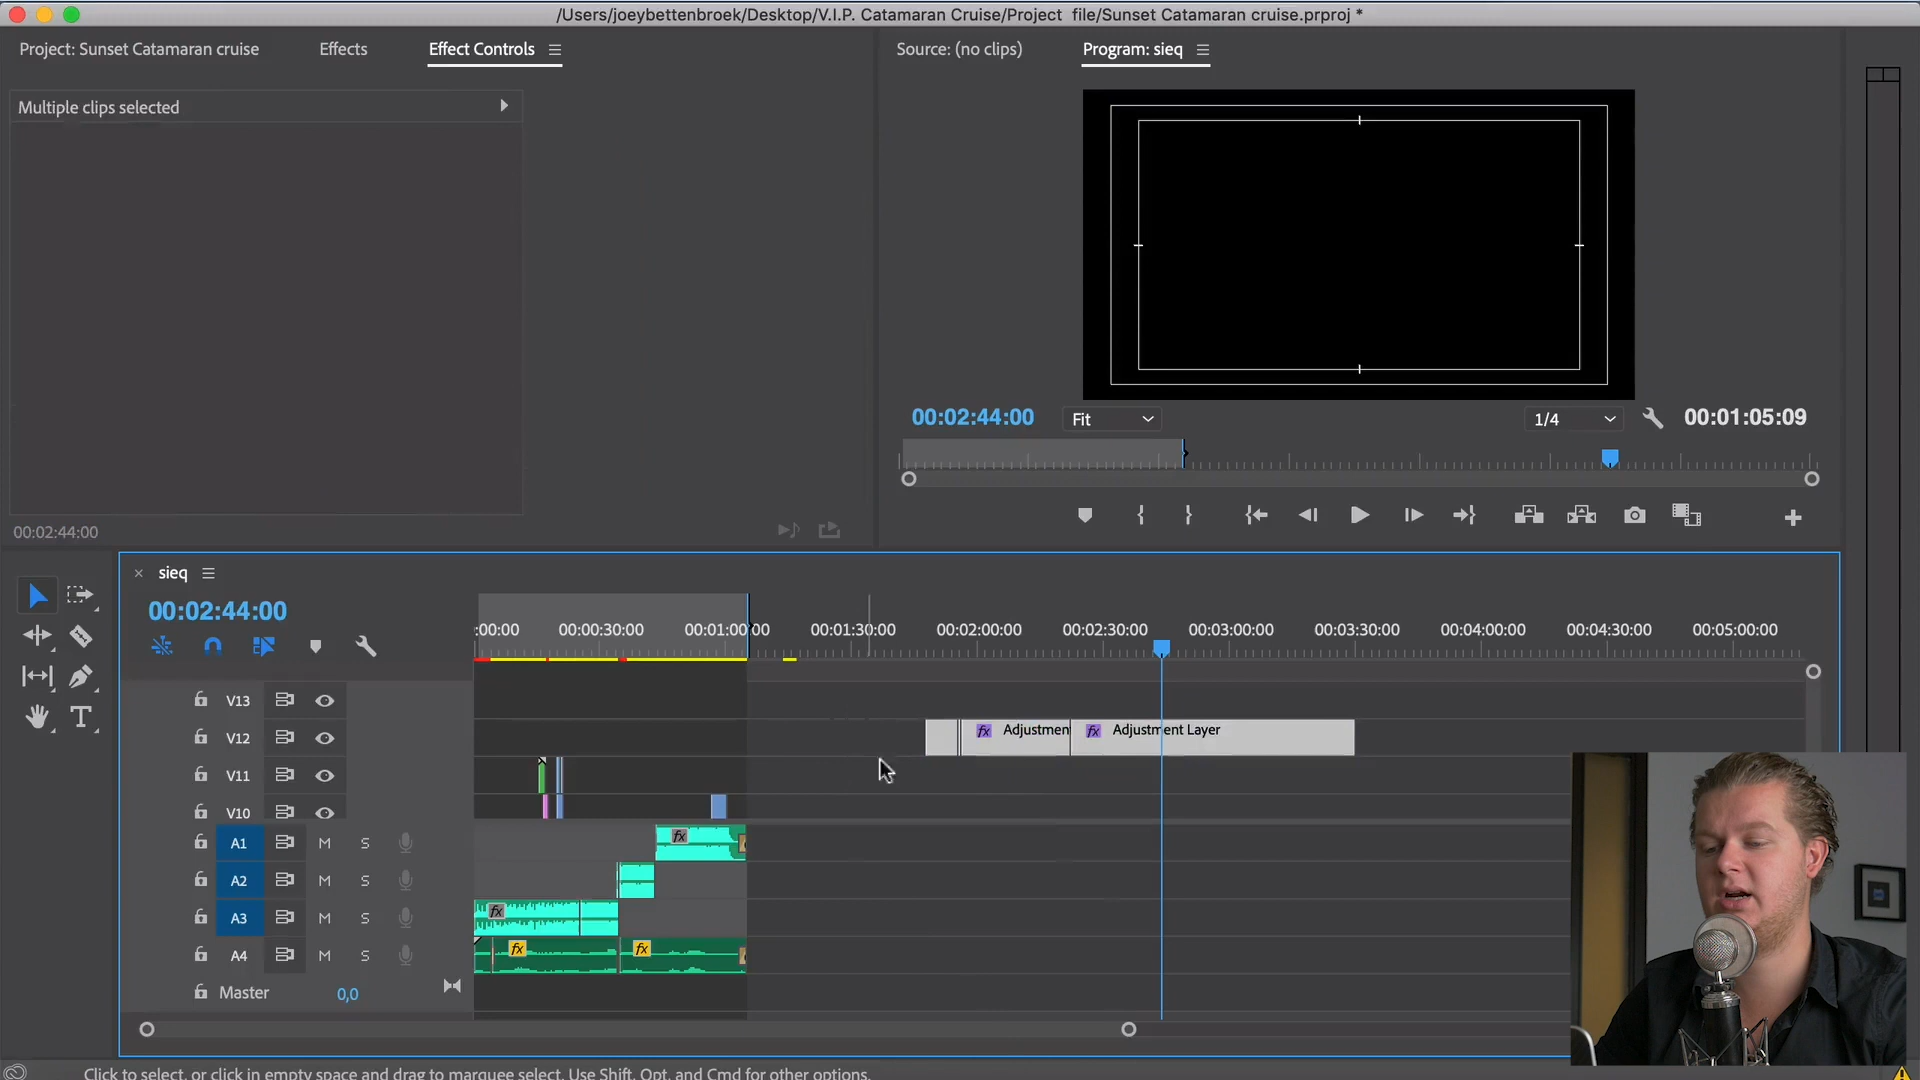 /Users/joeybettenbroek/Desktop/V.I.P. Catamaran Cruise/Project file/Sunset Catamaran cruise.prproj *
Project: Sunset Catamaran cruise
Effects
Effect Controls
Source: (no clips)
Program: sieq
Multiple clips selected
00:02:44:00
Fit
1/4
00:01:05:09
00:02:44:00
sieq
00:02:44:00
:00:00
00:00:30:00
00:01:00:00
00:01:30:00
00:02:00:00
00:02:30:00
00:03:00:00
00:03:30:00
00:04:00:00
00:04:30:00
00:05:00:00
V13
V12
fx Adjustmen
fx Adjustment Layer
V11
V10
A1 M S
fx
A2 M S
A3 M S
fx
A4 M S
fx
fx
Master 0,0
Click to select, or click in empty space and drag to marquee select. Use Shift, Opt, and Cmd for other options.